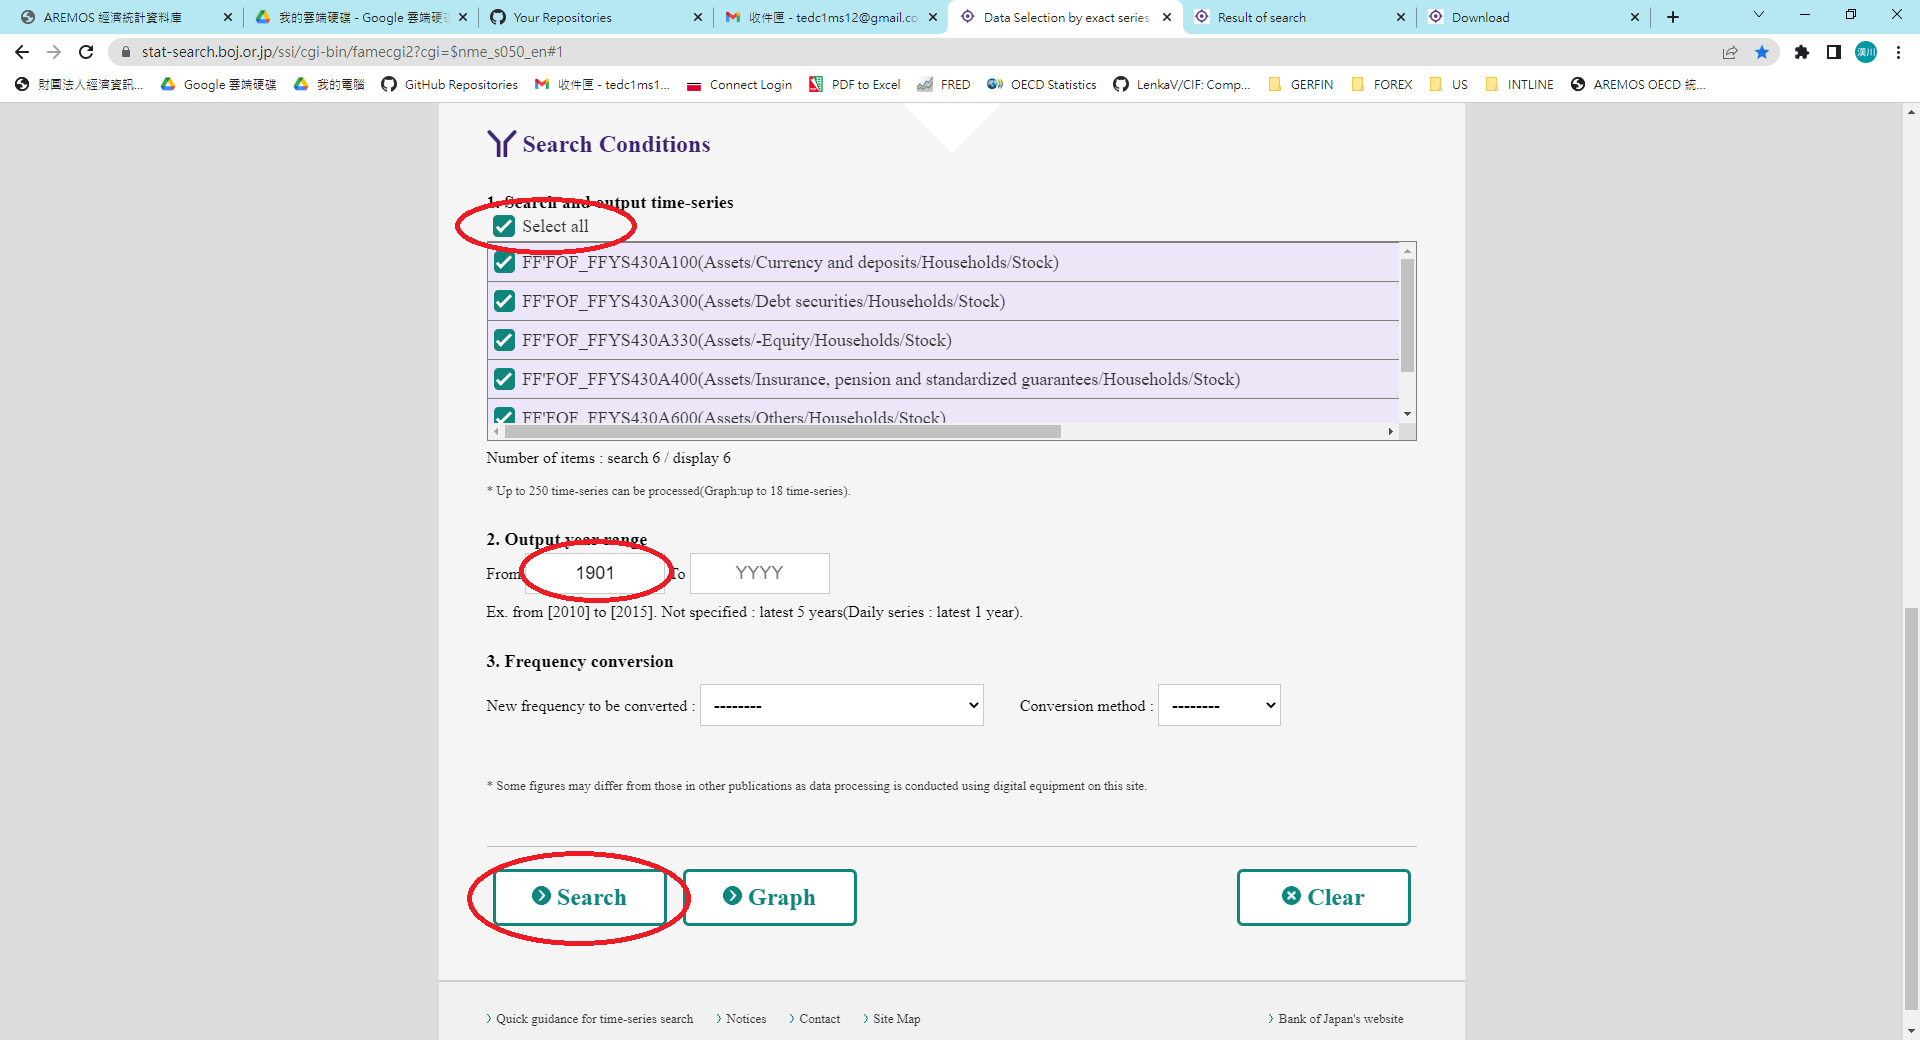 AREMOS 經濟統計資料庫
我的雲端硬碟 - Google 雲端硬
Your Repositories
收件匣 - tedc1ms12@gmail.co
Data Selection by exact series
Result of search
Download
stat-search.boj.or.jp/ssi/cgi-bin/famecgi2?cgi=$nme_s050_en#1
漢川
財團法人經濟資訊...
Google 雲端硬碟
我的電腦
GitHub Repositories
收件匣 - tedc1ms1...
Connect Login
PDF to Excel
FRED
OECD Statistics
LenkaV/CIF: Comp...
GERFIN
FOREX
US
INTLINE
AREMOS OECD 統...
Search Conditions
1. Search and output time-series
Select all
FF'FOF_FFYS430A100(Assets/Currency and deposits/Households/Stock)
FF'FOF_FFYS430A300(Assets/Debt securities/Households/Stock)
FF'FOF_FFYS430A330(Assets/-Equity/Households/Stock)
FF'FOF_FFYS430A400(Assets/Insurance, pension and standardized guarantees/Households/Stock)
FF'FOF_FFYS430A600(Assets/Others/Households/Stock)
Number of items : search 6 / display 6
* Up to 250 time-series can be processed(Graph:up to 18 time-series).
2. Output year range
From 1901 To YYYY
Ex. from [2010] to [2015]. Not specified : latest 5 years(Daily series : latest 1 year).
3. Frequency conversion
New frequency to be converted : -------- Conversion method : --------
* Some figures may differ from those in other publications as data processing is conducted using digital equipment on this site.
Search
Graph
Clear
Quick guidance for time-series search
Notices
Contact
Site Map
Bank of Japan's website